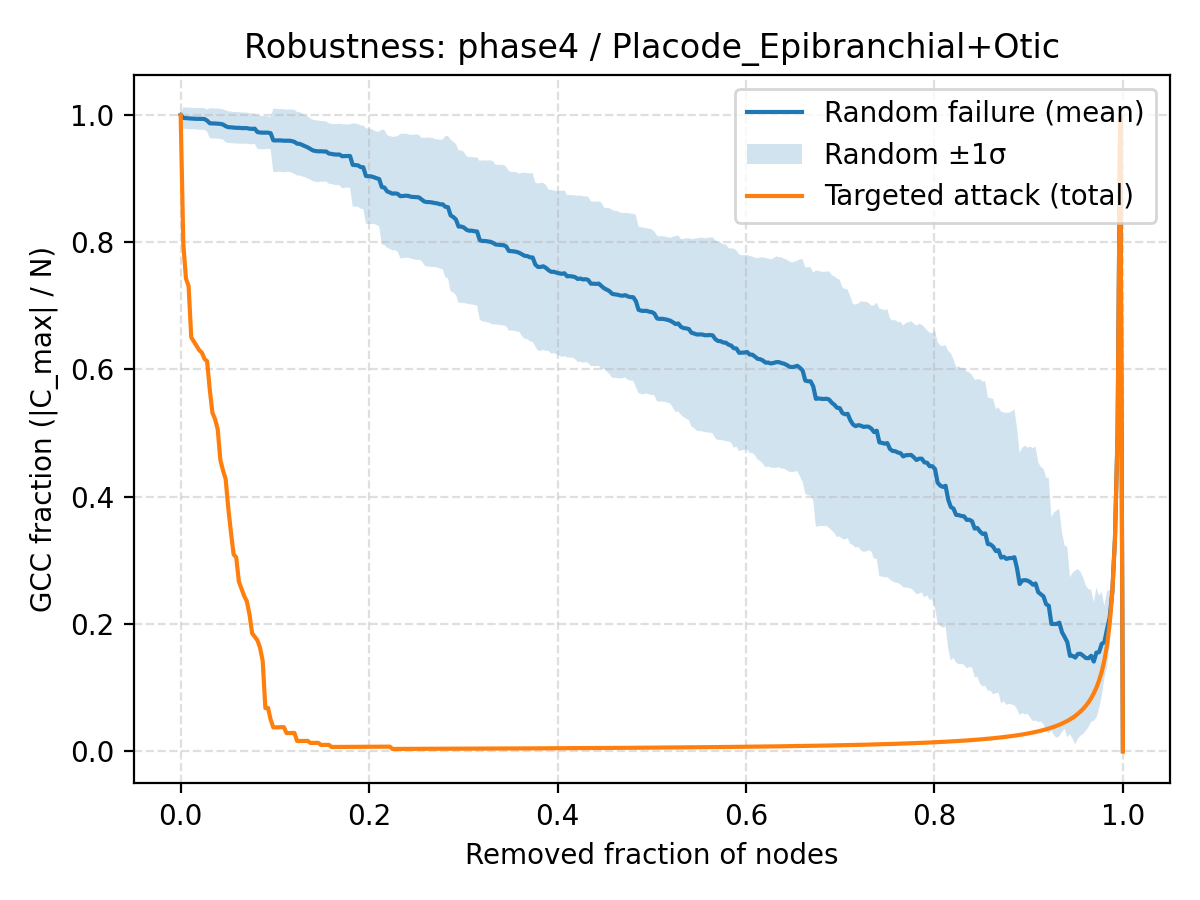 Robustness: phase4 / Placode_Epibranchial+Otic
GCC fraction (|C_max| / N)
1.0
0.8
0.6
0.4
0.2
0.0
Random failure (mean)
Random ±1σ
Targeted attack (total)
0.0 0.2 0.4 0.6 0.8 1.0
Removed fraction of nodes